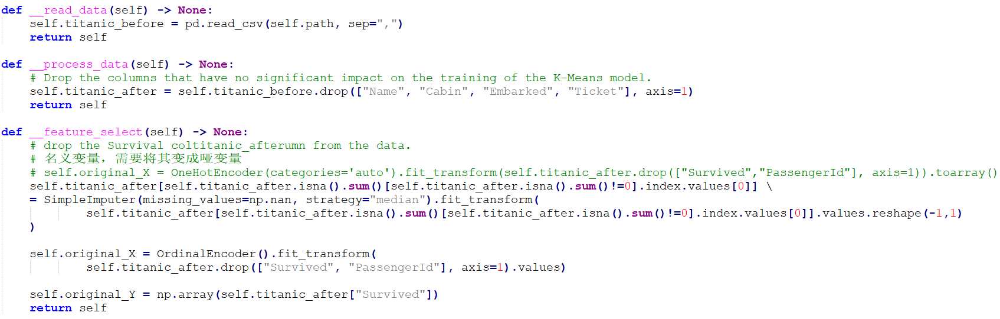 def __read_data(self) -> None:
    self.titanic_before = pd.read_csv(self.path, sep=",")
    return self

def __process_data(self) -> None:
    # Drop the columns that have no significant impact on the training of the K-Means model.
    self.titanic_after = self.titanic_before.drop(["Name", "Cabin", "Embarked", "Ticket"], axis=1)
    return self

def __feature_select(self) -> None:
    # drop the Survival coltitanic_afterumn from the data.
    # 名义变量，需要将其变成哑变量
    # self.original_X = OneHotEncoder(categories='auto').fit_transform(self.titanic_after.drop(["Survived","PassengerId"], axis=1)).toarray()
    self.titanic_after[self.titanic_after.isna().sum()[self.titanic_after.isna().sum()!=0].index.values[0]] \
    = SimpleImputer(missing_values=np.nan, strategy="median").fit_transform(
            self.titanic_after[self.titanic_after.isna().sum()[self.titanic_after.isna().sum()!=0].index.values[0]].values.reshape(-1,1)
    )

    self.original_X = OrdinalEncoder().fit_transform(
            self.titanic_after.drop(["Survived", "PassengerId"], axis=1).values)

    self.original_Y = np.array(self.titanic_after["Survived"])
    return self